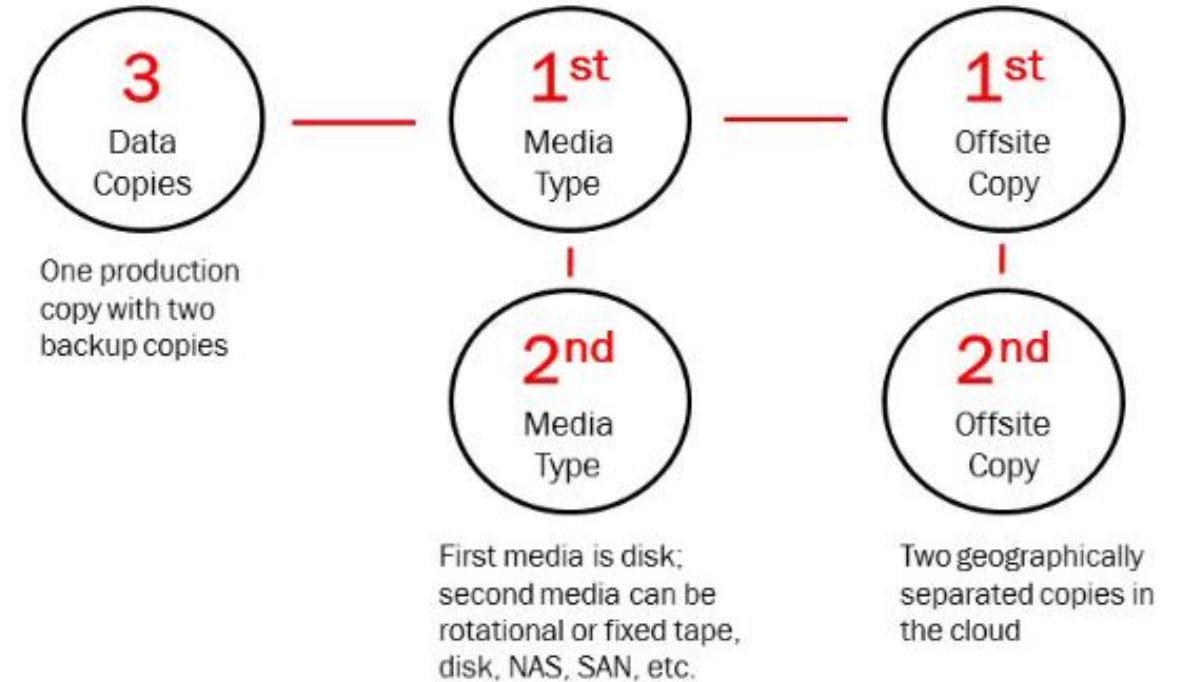 3
Data
Copies
One production
copy with two
backup copies
1st
Media
Type
2nd
Media
Type
First media is disk;
second media can be
rotational or fixed tape,
disk, NAS, SAN, etc.
1st
Offsite
Copy
2nd
Offsite
Copy
Two geographically
separated copies in
the cloud